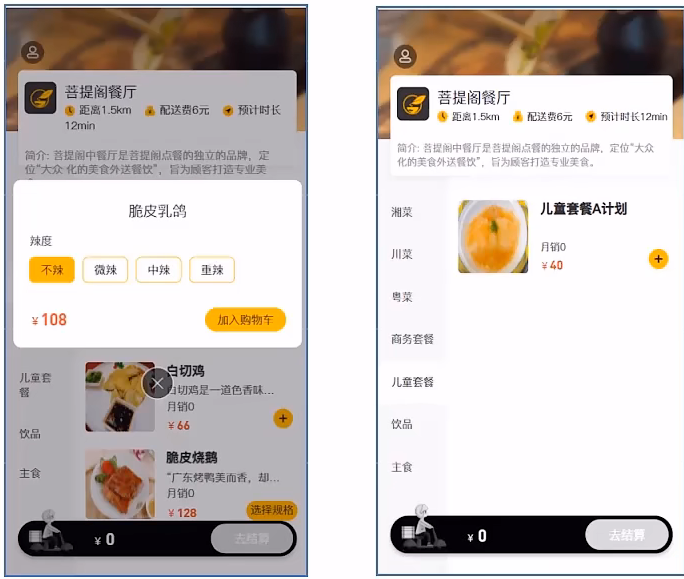 菩提阁餐厅
距离1.5km 配送费6元 预计时长
12min
简介: 菩提阁中餐厅是菩提阁点餐的独立的品牌，定
位“大众 化的美食外送餐饮”，旨为顾客打造专业美
脆皮乳鸽
辣度
不辣 微辣 中辣 重辣
¥108 加入购物车
儿童套
餐
饮品
主食
白切鸡
白切鸡是一道色香味...
月销0
¥66
脆皮烧鹅
“广东烤鸭美而香，却...
月销0
¥128 选择规格
¥ 0 去结算
菩提阁餐厅
距离1.5km 配送费6元 预计时长12min
简介: 菩提阁中餐厅是菩提阁点餐的独立的品牌，定位“大众
化的美食外送餐饮”，旨为顾客打造专业美食。
湘菜
川菜
粤菜
商务套餐
儿童套餐
饮品
主食
儿童套餐A计划
月销0
¥40
¥ 0 去结算